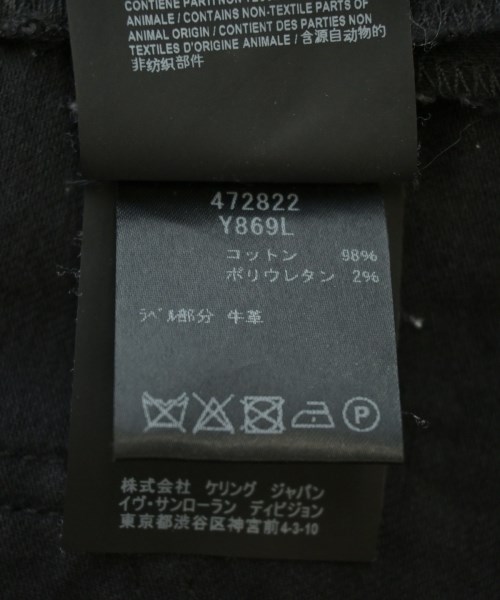 CONTIENE PARTI NON TESSILI
ANIMALE / CONTAINS NON-TEXTILE PARTS OF
ANIMAL ORIGIN / CONTIENT DES PARTIES NON
TEXTILES D'ORIGINE ANIMALE / 含源自动物的
非纺织部件
472822
Y869L
コットン 98%
ポリウレタン 2%
ラベル部分 牛革
P
株式会社 ケリング ジャパン
イヴ・サンローラン ディビジョン
東京都渋谷区神宮前4-3-10